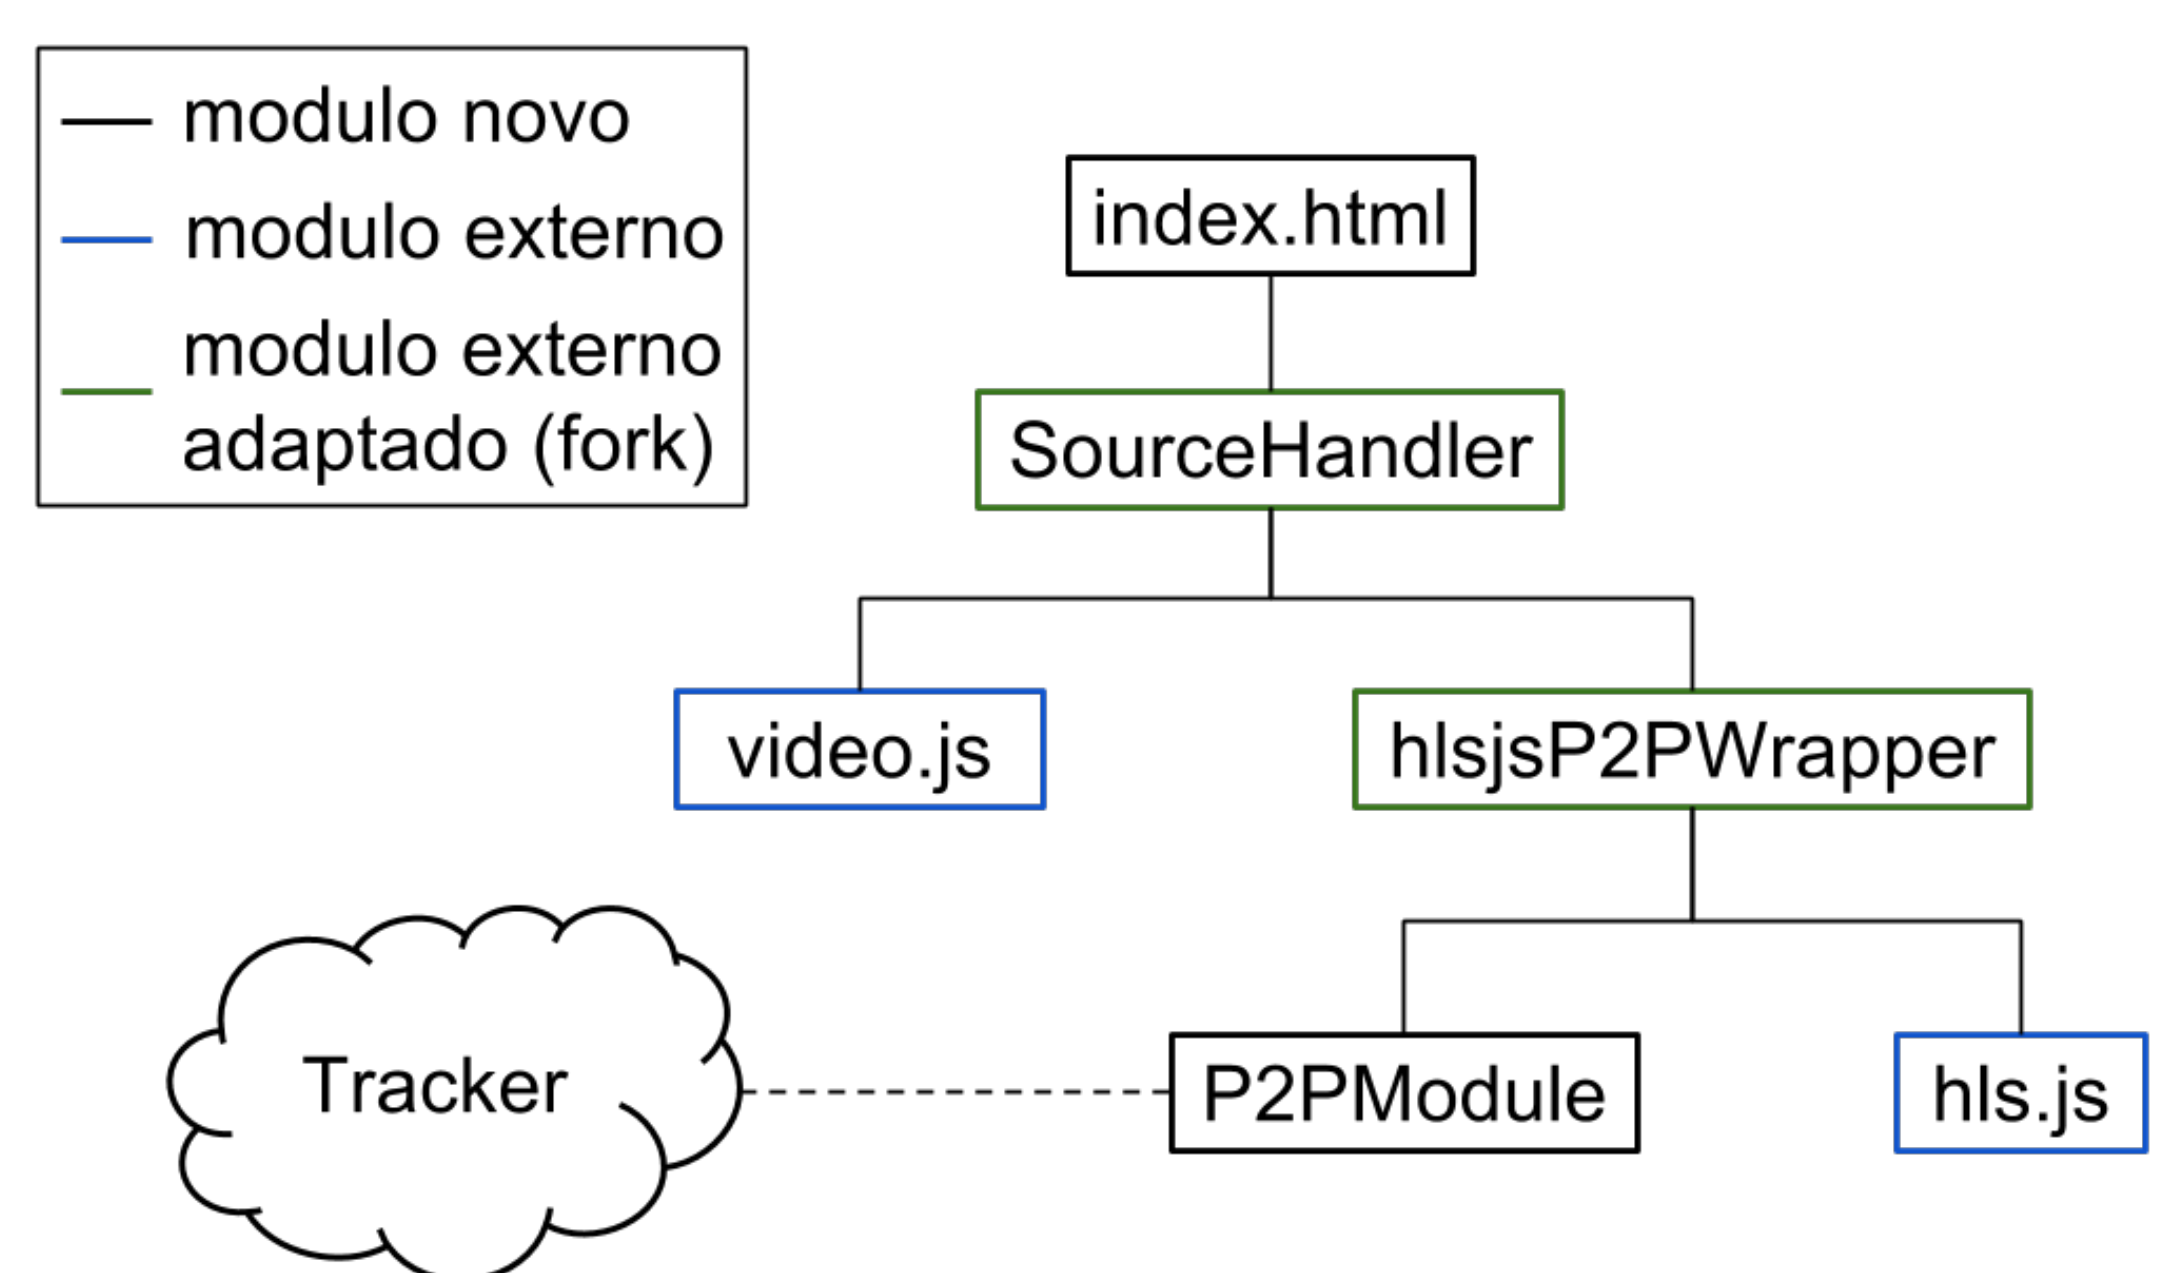 modulo novo
modulo externo
modulo externo
adaptado (fork)
index.html
SourceHandler
video.js
hlsjsP2PWrapper
Tracker
P2PModule
hls.js